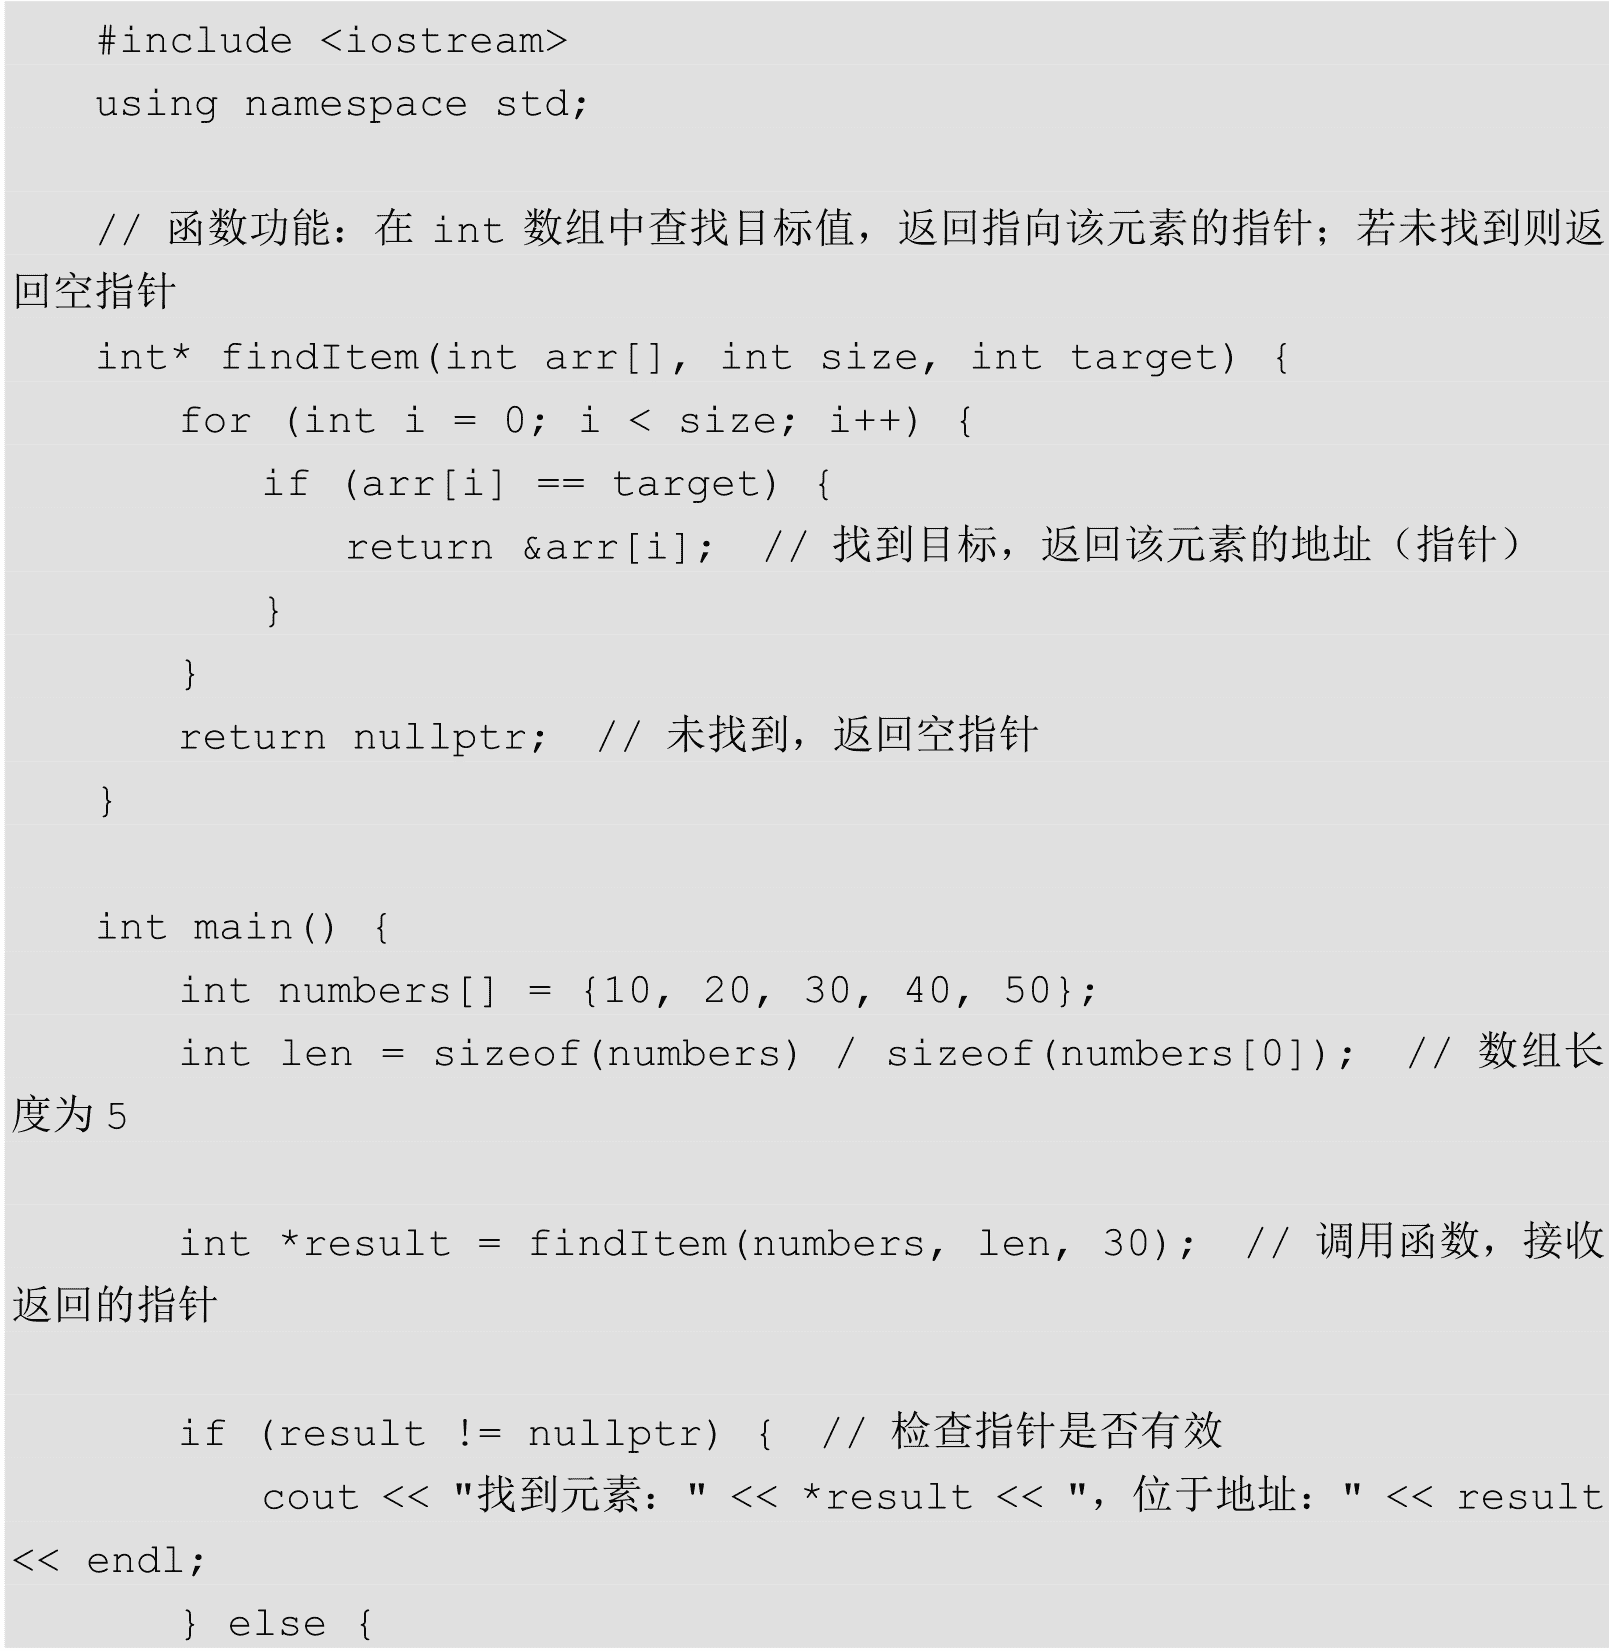 #include <iostream>
using namespace std;
// 函数功能：在 int 数组中查找目标值，返回指向该元素的指针；若未找到则返
回空指针
int* findItem(int arr[], int size, int target) {
for (int i = 0; i < size; i++) {
if (arr[i] == target) {
return &arr[i]; // 找到目标，返回该元素的地址（指针）
}
}
return nullptr; // 未找到，返回空指针
}
int main() {
int numbers[] = {10, 20, 30, 40, 50};
int len = sizeof(numbers) / sizeof(numbers[0]); // 数组长
度为 5
int *result = findItem(numbers, len, 30); // 调用函数，接收
返回的指针
if (result != nullptr) { // 检查指针是否有效
cout << "找到元素：" << *result << "，位于地址：" << result
<< endl;
} else {